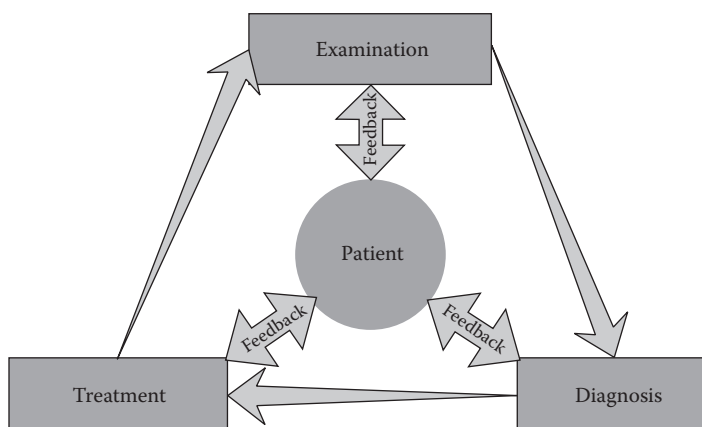 Examination
Feedback
Patient
Feedback
Feedback
Treatment
Diagnosis